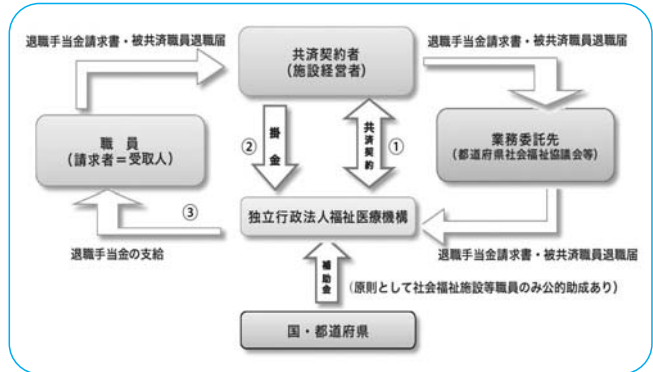 退職手当金請求書・被共済職員退職届
共済契約者
（施設経営者）
退職手当金請求書・被共済職員退職届
職 員
（請求者＝受取人）
②
掛金
共済契約
①
業務委託先
（都道府県社会福祉協議会等）
③
独立行政法人福祉医療機構
退職手当金の支給
退職手当金請求書・被共済職員退職届
補助金
（原則として社会福祉施設等職員のみ公的助成あり）
国・都道府県